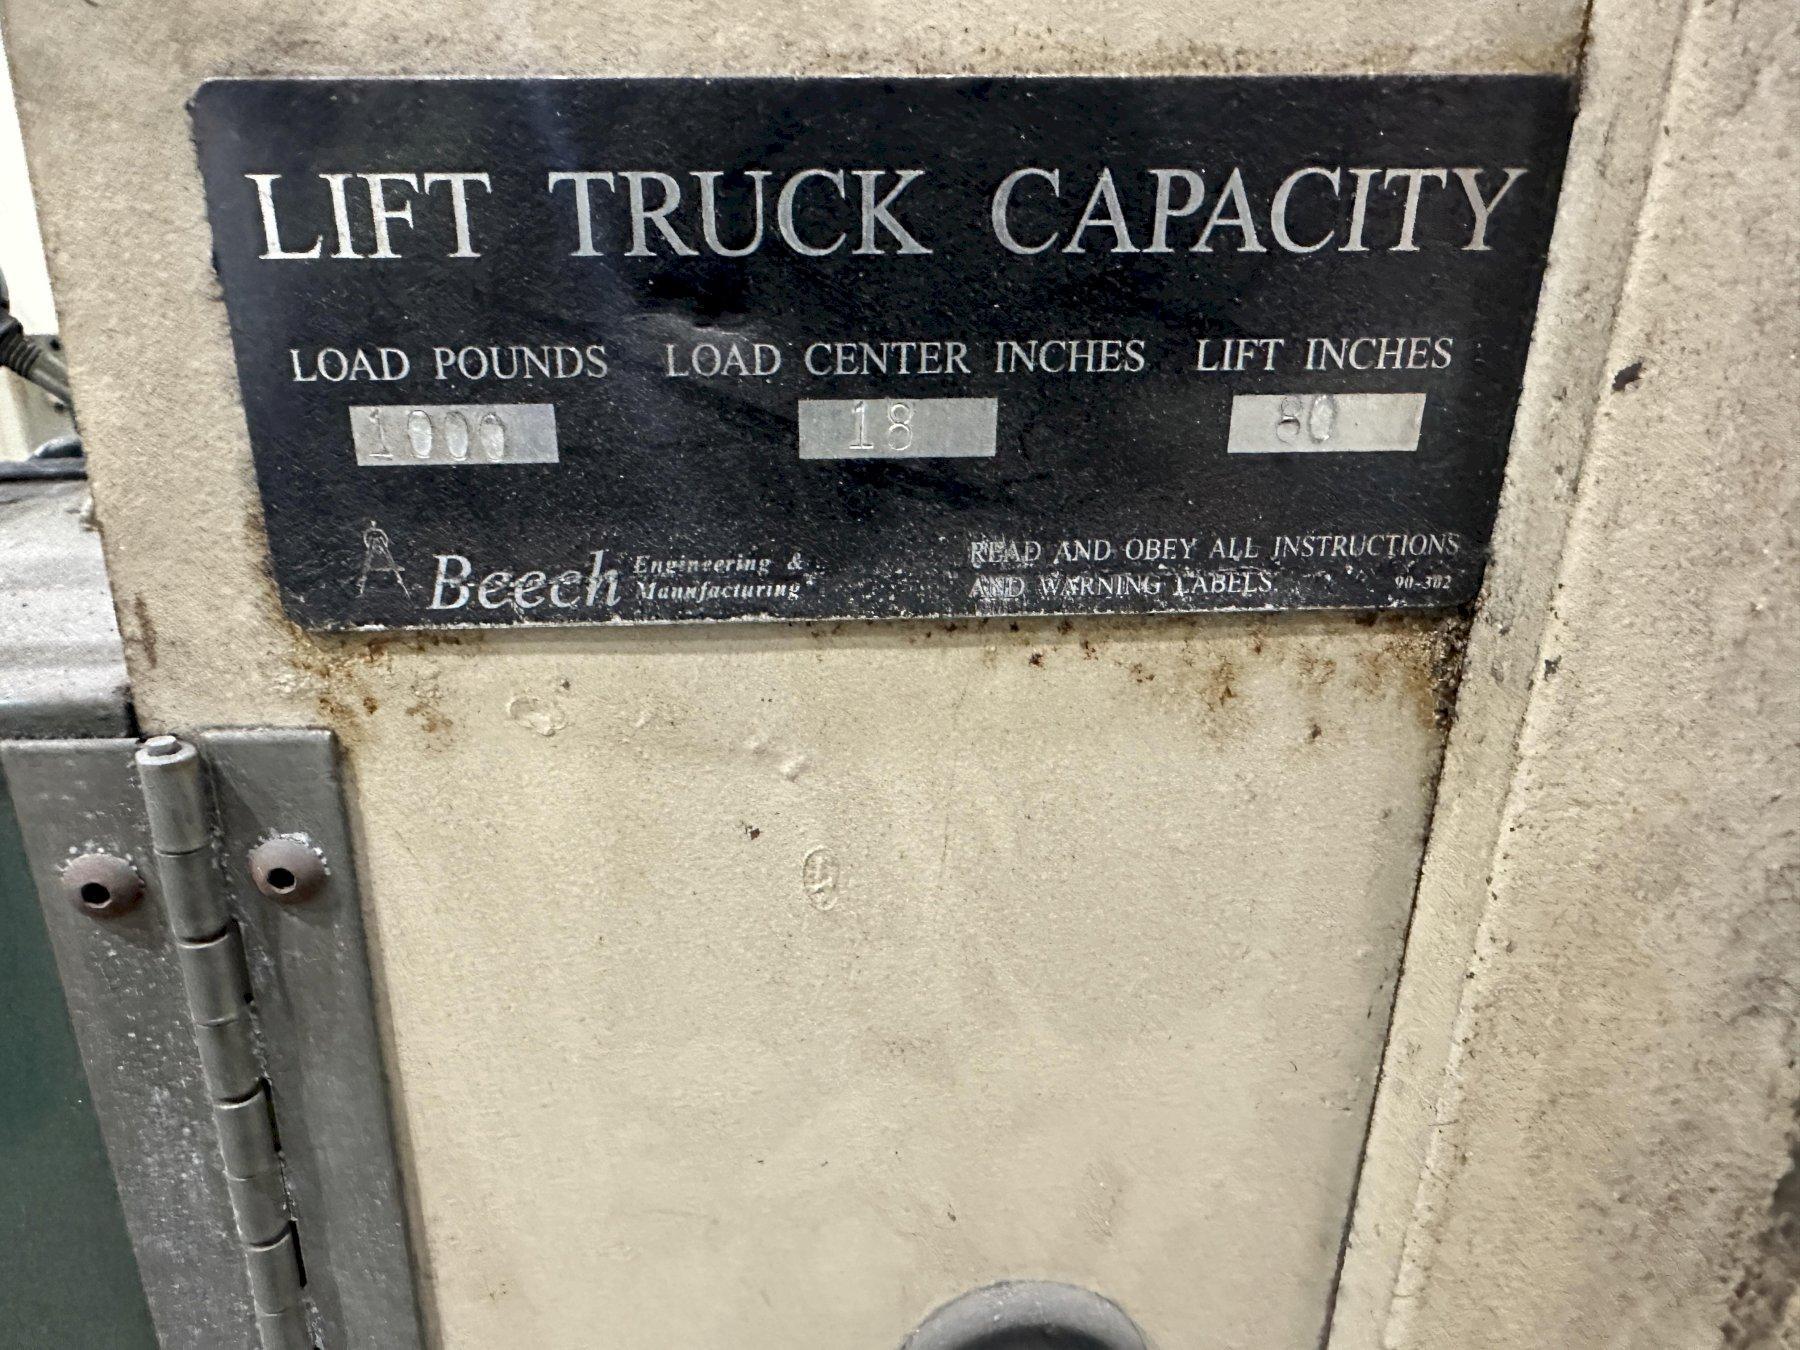 LIFT TRUCK CAPACITY
LOAD POUNDS LOAD CENTER INCHES LIFT INCHES
1000 18 80
Beech Engineering &
Manufacturing
READ AND OBEY ALL INSTRUCTIONS
AND WARNING LABELS. 90-302